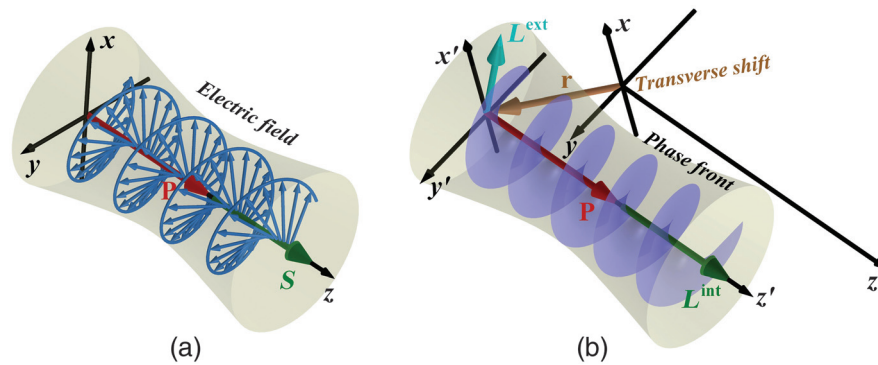 x
y
Electric field
P
S
z
(a)
x′
L^ext
x
r
Transverse shift
y
y′
Phase front
P
L^int
z′
z
(b)